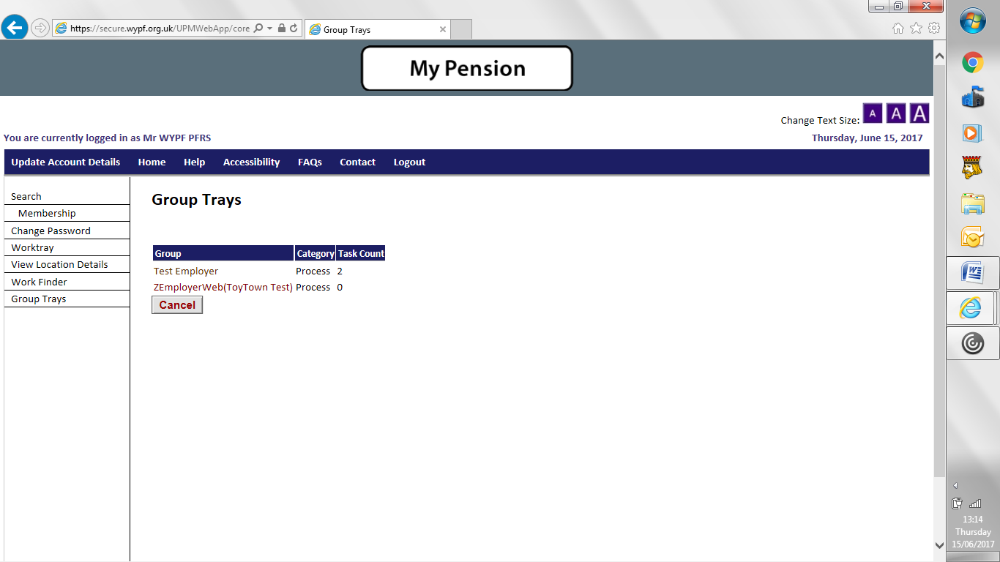 https://secure.wypf.org.uk/UPMWebApp/core
Group Trays
My Pension
Change Text Size: A A A
You are currently logged in as Mr WYPF PFRS
Thursday, June 15, 2017
Update Account Details Home Help Accessibility FAQs Contact Logout
Search
Membership
Change Password
Worktray
View Location Details
Work Finder
Group Trays
Group Trays
Group Category Task Count
Test Employer Process 2
ZEmployerWeb(ToyTown Test) Process 0
Cancel
13:14
Thursday
15/06/2017